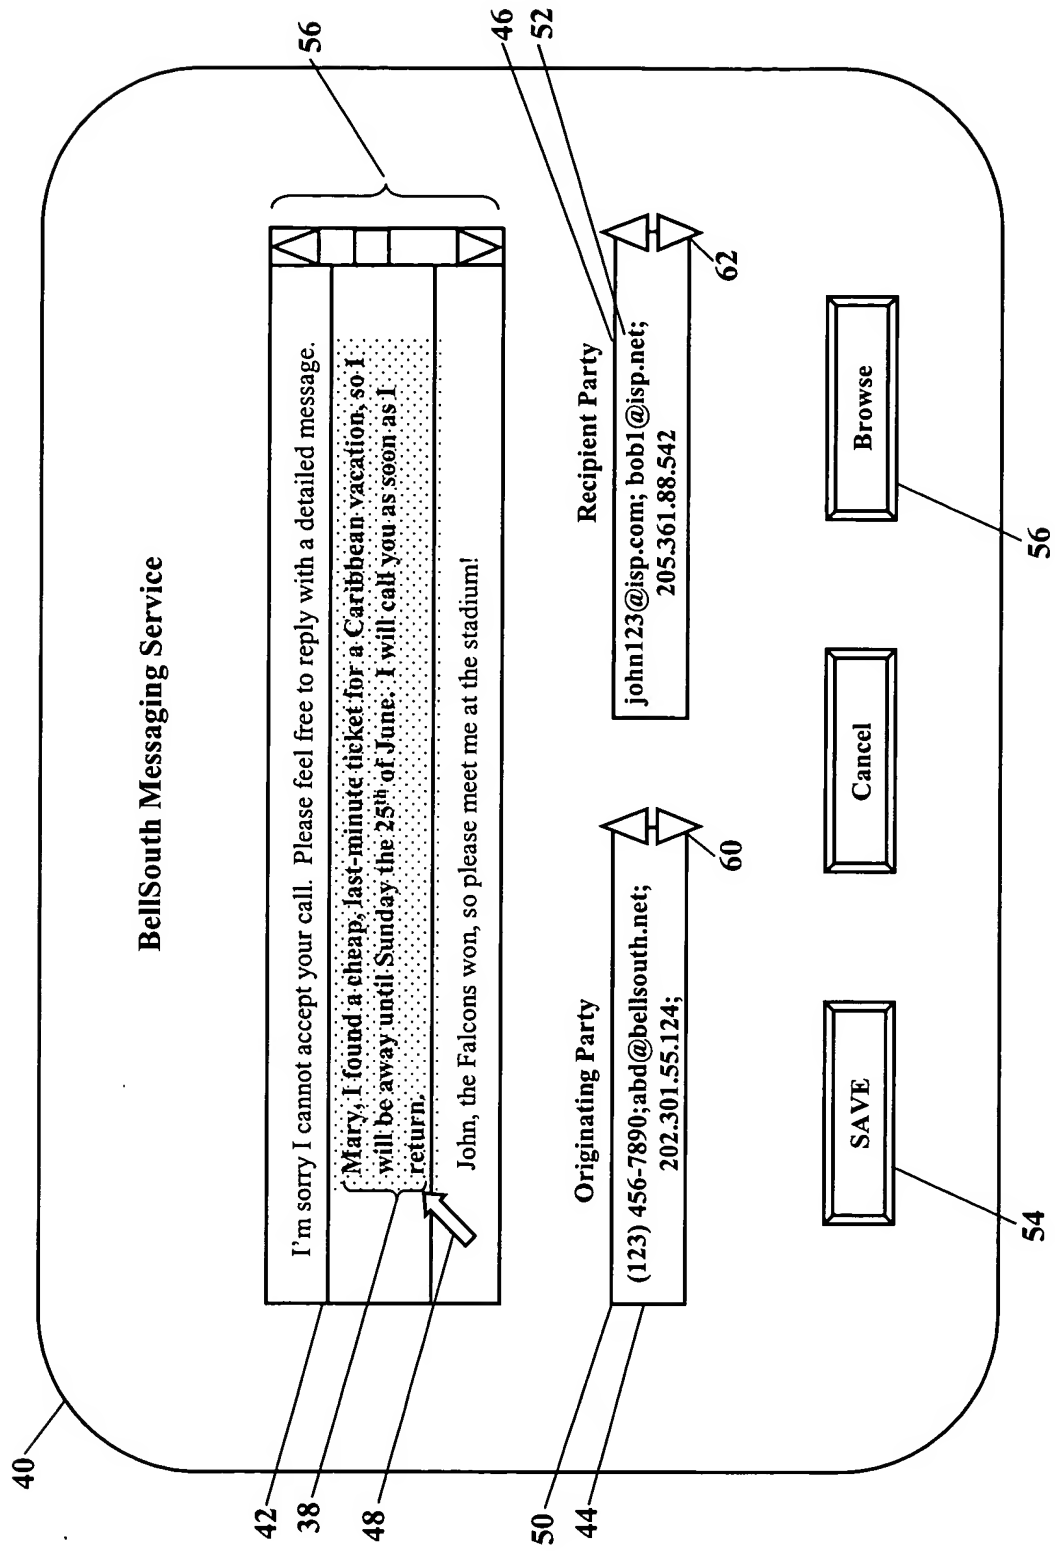 40
BellSouth Messaging Service
56
42
I'm sorry I cannot accept your call. Please feel free to reply with a detailed message.
38
Mary, I found a cheap, last-minute ticket for a Caribbean vacation, so I
will be away until Sunday the 25th of June. I will call you as soon as I
return.
48
John, the Falcons won, so please meet me at the stadium!
46
52
Originating Party
Recipient Party
50
44
(123) 456-7890;abd@bellsouth.net;
202.301.55.124;
60
john123@isp.com; bob1@isp.net;
205.361.88.542
62
SAVE
Cancel
Browse
54
56